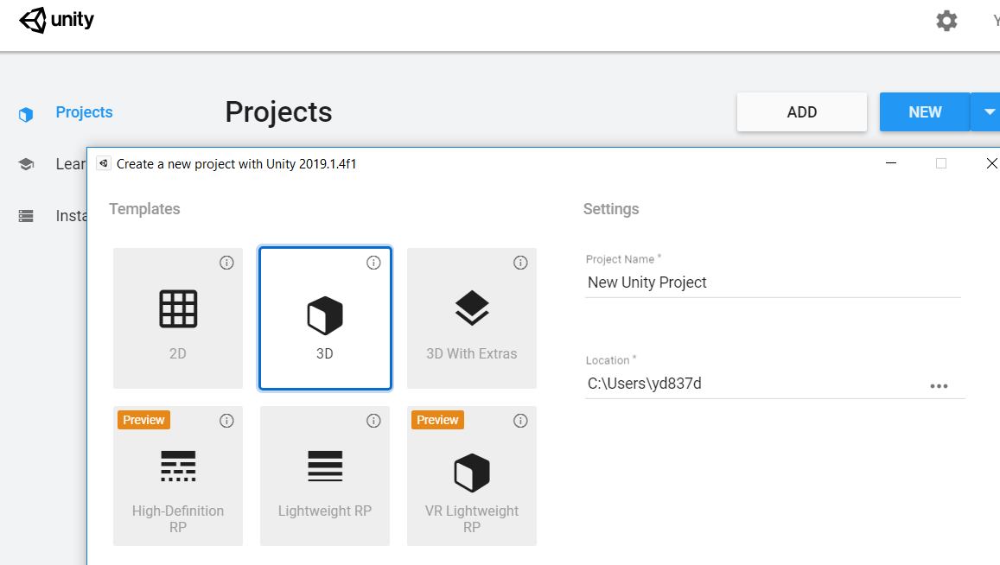 unity
Y
Projects
Projects
ADD
NEW
Lear
Create a new project with Unity 2019.1.4f1
Insta
Templates
Settings
2D
3D
3D With Extras
Project Name *
New Unity Project
Location *
C:\Users\yd837d
Preview
High-Definition
RP
Lightweight RP
Preview
VR Lightweight
RP